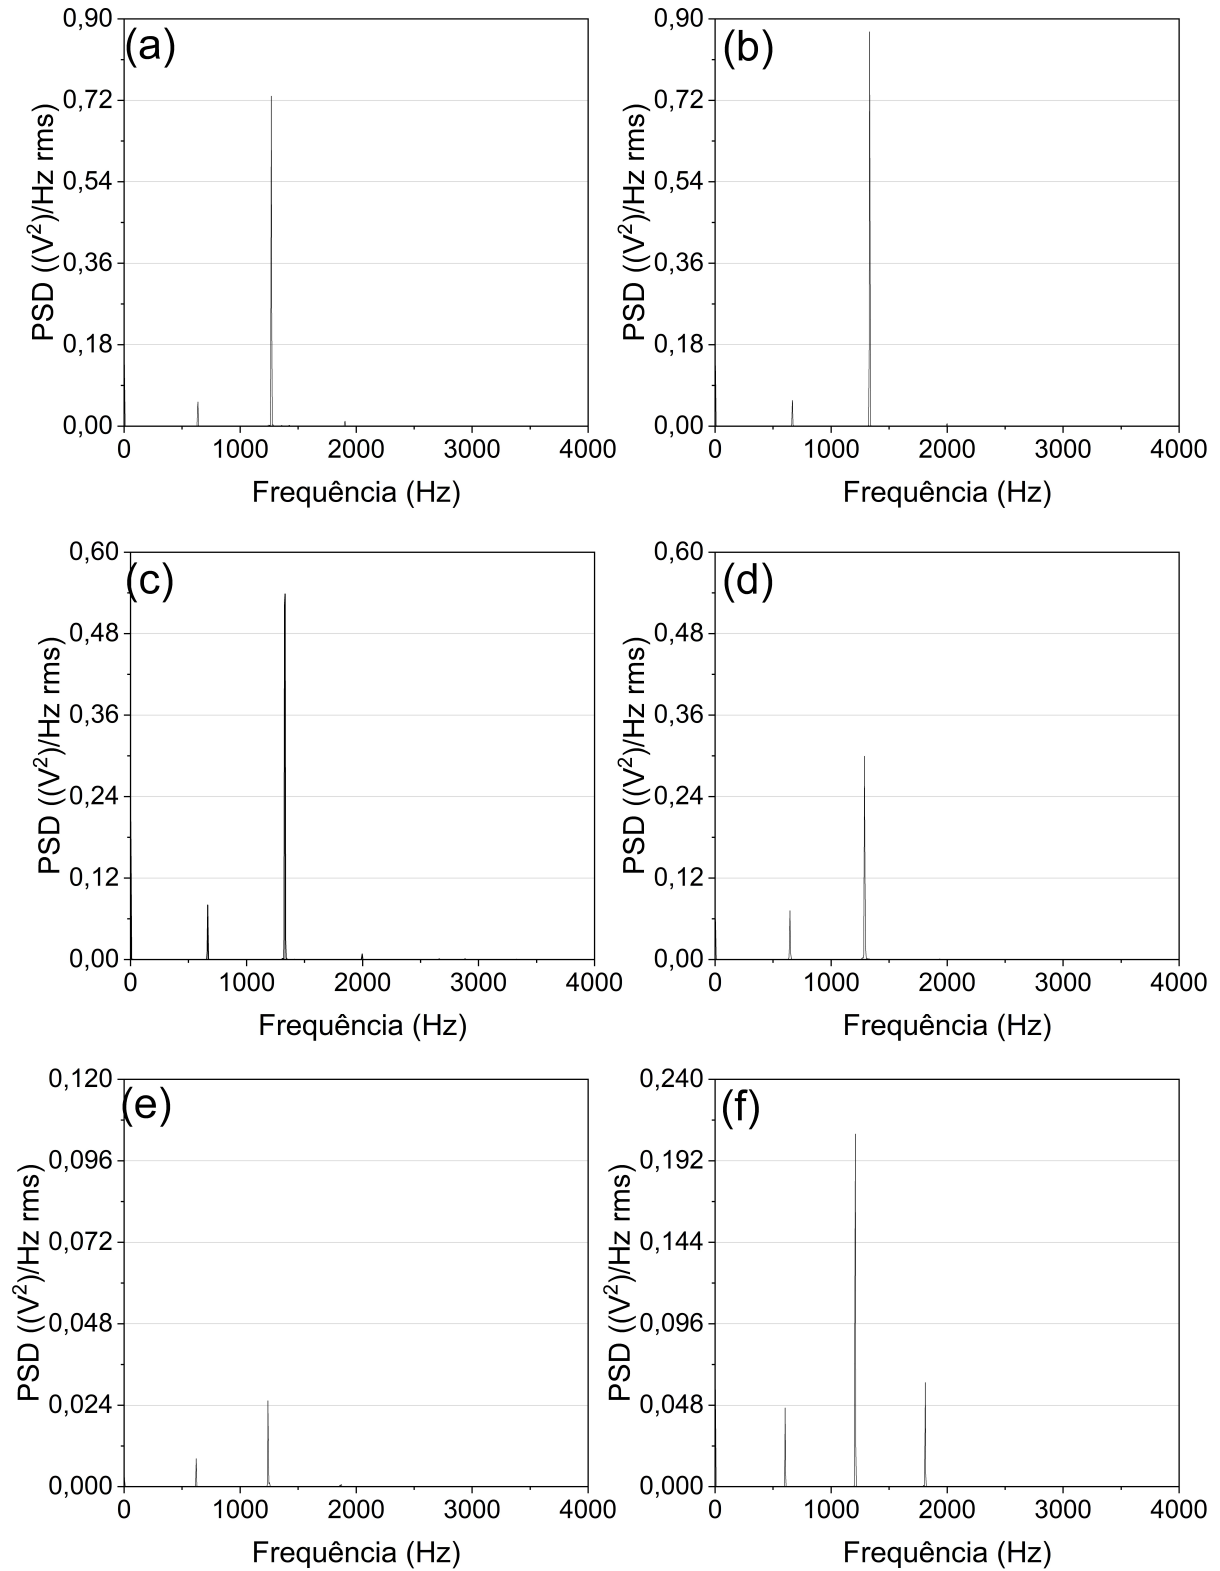 (a)
0,90
0,72
0,54
0,36
0,18
0,00
PSD ((V²)/Hz rms)
0 1000 2000 3000 4000
Frequência (Hz)
(b)
0,90
0,72
0,54
0,36
0,18
0,00
PSD ((V²)/Hz rms)
0 1000 2000 3000 4000
Frequência (Hz)
(c)
0,60
0,48
0,36
0,24
0,12
0,00
PSD ((V²)/Hz rms)
0 1000 2000 3000 4000
Frequência (Hz)
(d)
0,60
0,48
0,36
0,24
0,12
0,00
PSD ((V²)/Hz rms)
0 1000 2000 3000 4000
Frequência (Hz)
(e)
0,120
0,096
0,072
0,048
0,024
0,000
PSD ((V²)/Hz rms)
0 1000 2000 3000 4000
Frequência (Hz)
(f)
0,240
0,192
0,144
0,096
0,048
0,000
PSD ((V²)/Hz rms)
0 1000 2000 3000 4000
Frequência (Hz)